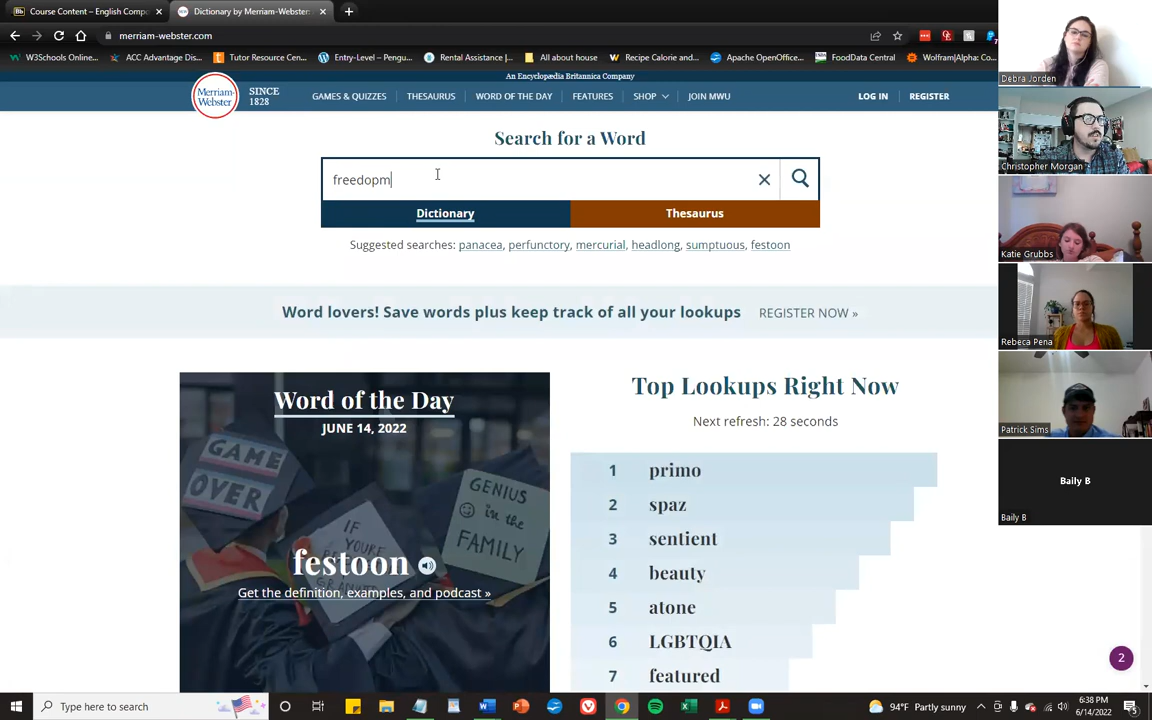 Course Content – English Compo
Dictionary by Merriam-Webster:
merriam-webster.com
W3Schools Online...
ACC Advantage Dis...
Tutor Resource Cen...
Entry-Level – Pengu...
Rental Assistance |...
All about house
Recipe Calorie and...
Apache OpenOffice...
FoodData Central
Wolfram|Alpha: Co...
An Encyclopædia Britannica Company
Merriam-
Webster
SINCE
1828
GAMES & QUIZZES
THESAURUS
WORD OF THE DAY
FEATURES
SHOP
JOIN MWU
LOG IN
REGISTER
Search for a Word
freedopm
Dictionary
Thesaurus
Suggested searches: panacea, perfunctory, mercurial, headlong, sumptuous, festoon
Word lovers! Save words plus keep track of all your lookups
REGISTER NOW »
Word of the Day
JUNE 14, 2022
GAME
OVER
GENIUS
in the
FAMILY
IF
YOU'RE
festoon
Get the definition, examples, and podcast »
Top Lookups Right Now
Next refresh: 28 seconds
1 primo
2 spaz
3 sentient
4 beauty
5 atone
6 LGBTQIA
7 featured
2
Debra Jorden
Christopher Morgan
Katie Grubbs
Rebeca Pena
Patrick Sims
Baily B
Baily B
Type here to search
94°F Partly sunny
6:38 PM
6/14/2022